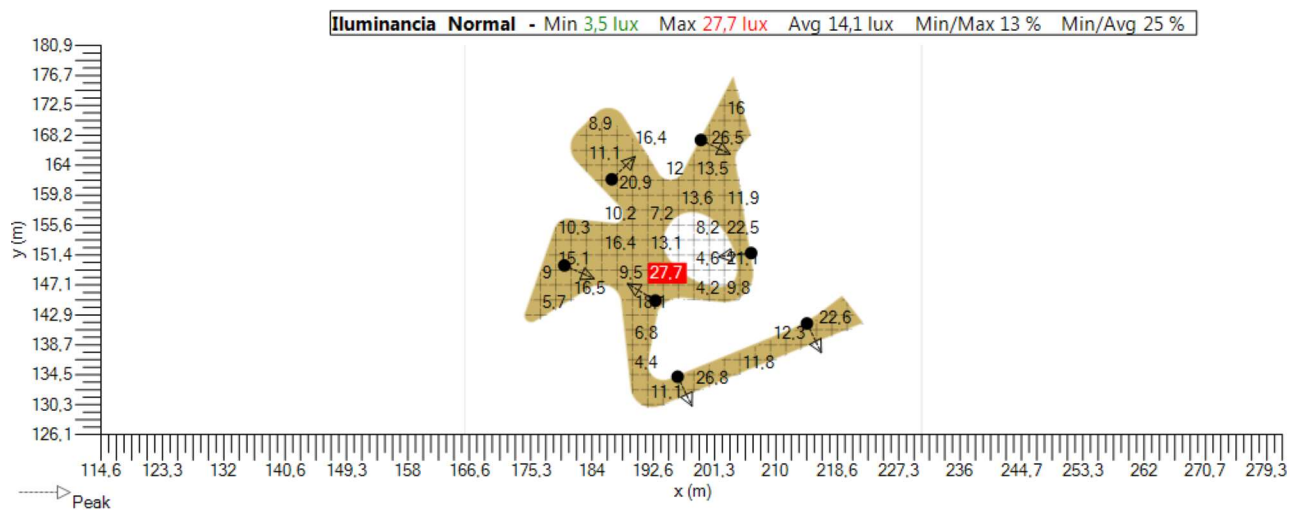 Iluminancia Normal - Min 3,5 lux Max 27,7 lux Avg 14,1 lux Min/Max 13 % Min/Avg 25 %
180,9
176,7
172,5
168,2
164
159,8
155,6
151,4
147,1
142,9
138,7
134,5
130,3
126,1
y (m)
16
8,9
16,4 26,5
11,1 12 13,5
20,9
13,6 11,9
10,2 7,2
10,3 8,2 22,5
16,4 13,1
15,1 4,6 21,1
9 9,5 27,7
16,5 4,2 9,8
5,7 18,1
22,6
6,8 12,3
4,4 11,8
26,8
11,1
114,6 123,3 132 140,6 149,3 158 166,6 175,3 184 192,6 201,3 210 218,6 227,3 236 244,7 253,3 262 270,7 279,3
x (m)
Peak